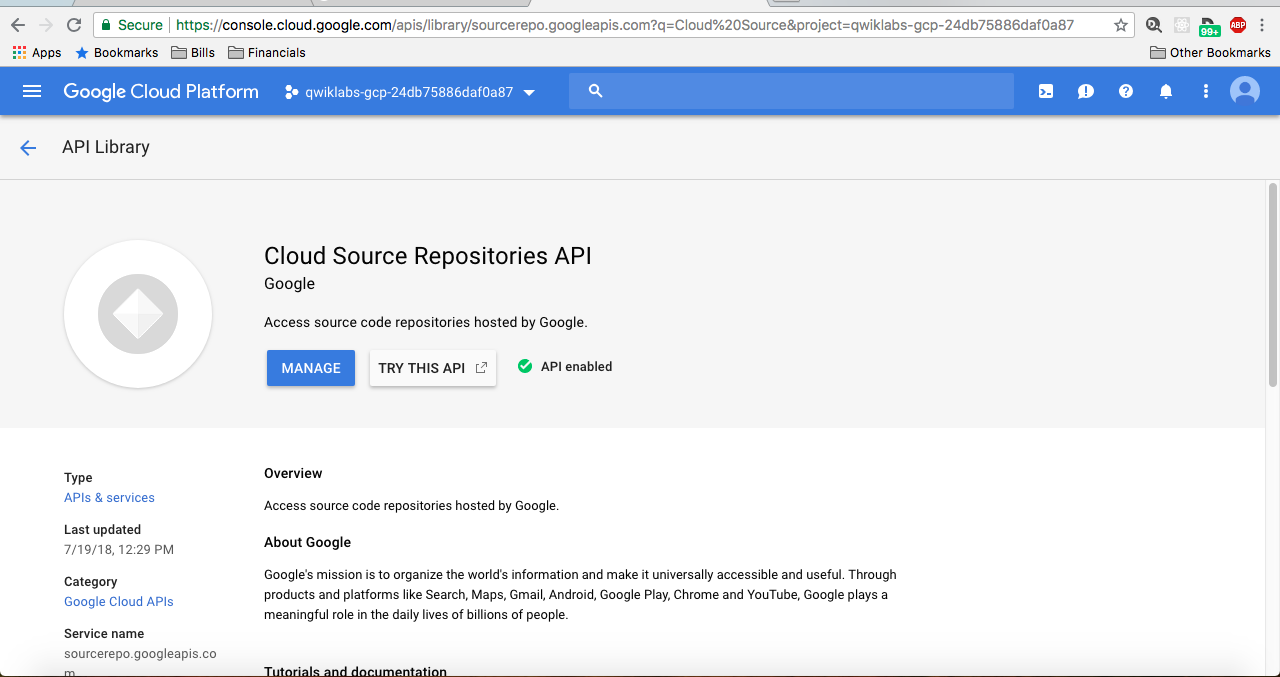 Secure https://console.cloud.google.com/apis/library/sourcerepo.googleapis.com?q=Cloud%20Source&project=qwiklabs-gcp-24db75886daf0a87 99+ ABP
Apps Bookmarks Bills Financials Other Bookmarks
Google Cloud Platform qwiklabs-gcp-24db75886daf0a87
API Library
Cloud Source Repositories API
Google
Access source code repositories hosted by Google.
MANAGE TRY THIS API API enabled
Type
APIs & services
Last updated
7/19/18, 12:29 PM
Category
Google Cloud APIs
Service name
sourcerepo.googleapis.co
m
Overview
Access source code repositories hosted by Google.
About Google
Google's mission is to organize the world's information and make it universally accessible and useful. Through
products and platforms like Search, Maps, Gmail, Android, Google Play, Chrome and YouTube, Google plays a
meaningful role in the daily lives of billions of people.
Tutorials and documentation